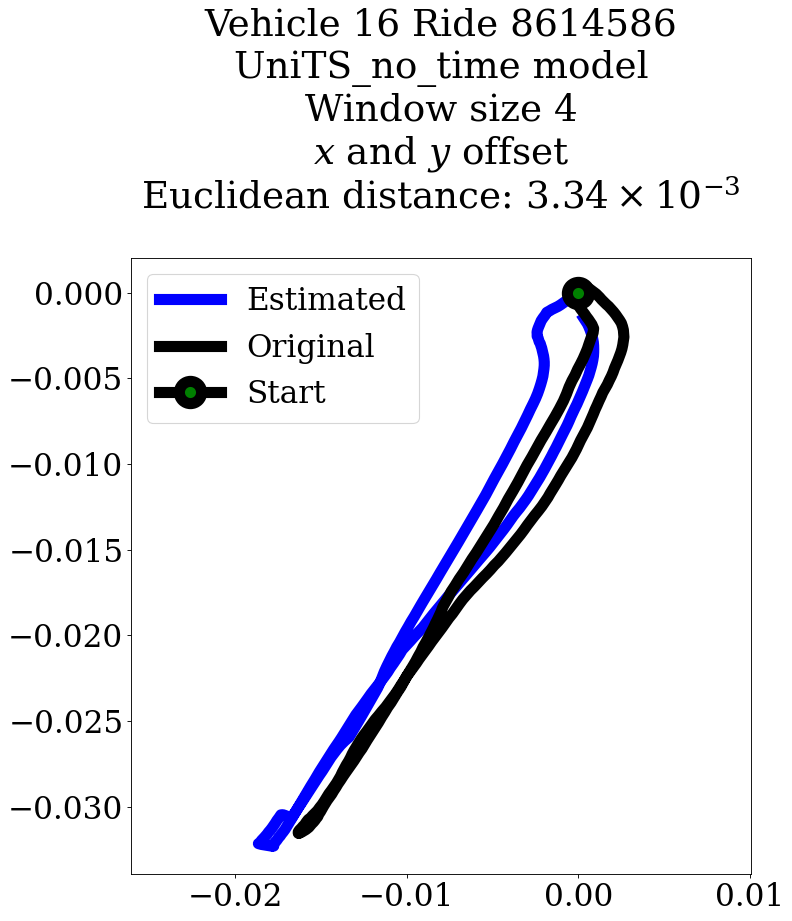 Vehicle 16 Ride 8614586
UniTS_no_time model
Window size 4
x and y offset
Euclidean distance: 3.34 × 10⁻³
Estimated
Original
Start
0.000
−0.005
−0.010
−0.015
−0.020
−0.025
−0.030
−0.02
−0.01
0.00
0.01